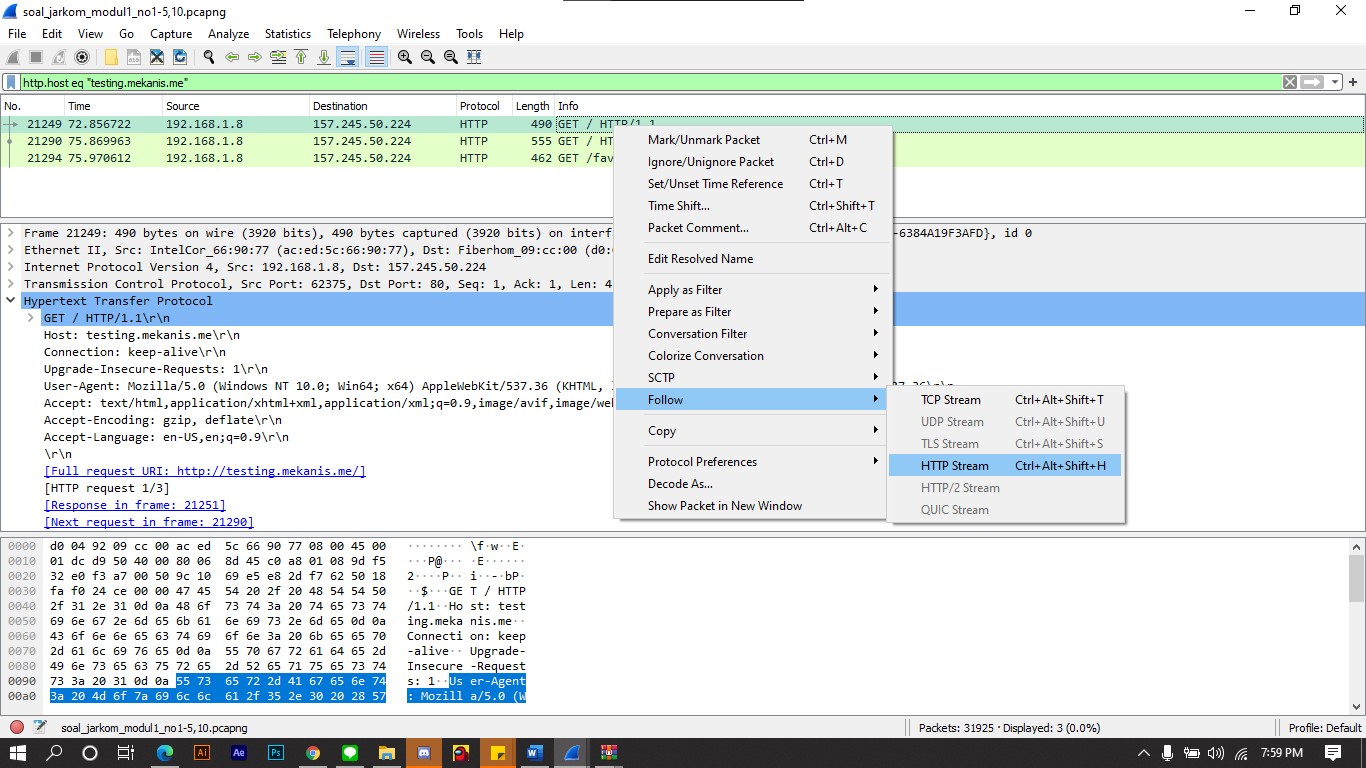 soal_jarkom_modul1_no1-5,10.pcapng
File Edit View Go Capture Analyze Statistics Telephony Wireless Tools Help
http.host eq "testing.mekanis.me"
No. Time Source Destination Protocol Length Info
21249 72.856722 192.168.1.8 157.245.50.224 HTTP 490 GET / HTTP/1.1
21290 75.869963 192.168.1.8 157.245.50.224 HTTP 555 GET / HT
21294 75.970612 192.168.1.8 157.245.50.224 HTTP 462 GET /fav
Mark/Unmark Packet Ctrl+M
Ignore/Unignore Packet Ctrl+D
Set/Unset Time Reference Ctrl+T
Time Shift... Ctrl+Shift+T
Packet Comment... Ctrl+Alt+C
Edit Resolved Name
Apply as Filter
Prepare as Filter
Conversation Filter
Colorize Conversation
SCTP
Follow
Copy
Protocol Preferences
Decode As...
Show Packet in New Window
TCP Stream Ctrl+Alt+Shift+T
UDP Stream Ctrl+Alt+Shift+U
TLS Stream Ctrl+Alt+Shift+S
HTTP Stream Ctrl+Alt+Shift+H
HTTP/2 Stream
QUIC Stream
Frame 21249: 490 bytes on wire (3920 bits), 490 bytes captured (3920 bits) on interf -6384A19F3AFD}, id 0
Ethernet II, Src: IntelCor_66:90:77 (ac:ed:5c:66:90:77), Dst: Fiberhom_09:cc:00 (d0:
Internet Protocol Version 4, Src: 192.168.1.8, Dst: 157.245.50.224
Transmission Control Protocol, Src Port: 62375, Dst Port: 80, Seq: 1, Ack: 1, Len: 4
Hypertext Transfer Protocol
GET / HTTP/1.1\r\n
Host: testing.mekanis.me\r\n
Connection: keep-alive\r\n
Upgrade-Insecure-Requests: 1\r\n
User-Agent: Mozilla/5.0 (Windows NT 10.0; Win64; x64) AppleWebKit/537.36 (KHTML,
Accept: text/html,application/xhtml+xml,application/xml;q=0.9,image/avif,image/we
Accept-Encoding: gzip, deflate\r\n
Accept-Language: en-US,en;q=0.9\r\n
\r\n
[Full request URI: http://testing.mekanis.me/]
[HTTP request 1/3]
[Response in frame: 21251]
[Next request in frame: 21290]
0000 d0 04 92 09 cc 00 ac ed 5c 66 90 77 08 00 45 00 ········ \f·w··E·
0010 01 dc d9 50 40 00 80 06 8d 45 c0 a8 01 08 9d f5 ···P@··· ·E······
0020 32 e0 f3 a7 00 50 9c 10 69 e5 e8 2d f7 62 50 18 2····P·· i··-·bP·
0030 fa f0 24 ce 00 00 47 45 54 20 2f 20 48 54 54 50 ··$···GE T / HTTP
0040 2f 31 2e 31 0d 0a 48 6f 73 74 3a 20 74 65 73 74 /1.1··Ho st: test
0050 69 6e 67 2e 6d 65 6b 61 6e 69 73 2e 6d 65 0d 0a ing.meka nis.me··
0060 43 6f 6e 6e 65 63 74 69 6f 6e 3a 20 6b 65 65 70 Connecti on: keep
0070 2d 61 6c 69 76 65 0d 0a 55 70 67 72 61 64 65 2d -alive·· Upgrade-
0080 49 6e 73 65 63 75 72 65 2d 52 65 71 75 65 73 74 Insecure -Request
0090 73 3a 20 31 0d 0a 55 73 65 72 2d 41 67 65 6e 74 s: 1··Us er-Agent
00a0 3a 20 4d 6f 7a 69 6c 6c 61 2f 35 2e 30 20 28 57 : Mozill a/5.0 (W
soal_jarkom_modul1_no1-5,10.pcapng Packets: 31925 · Displayed: 3 (0.0%) Profile: Default
Ai Ae Ps W 7:59 PM